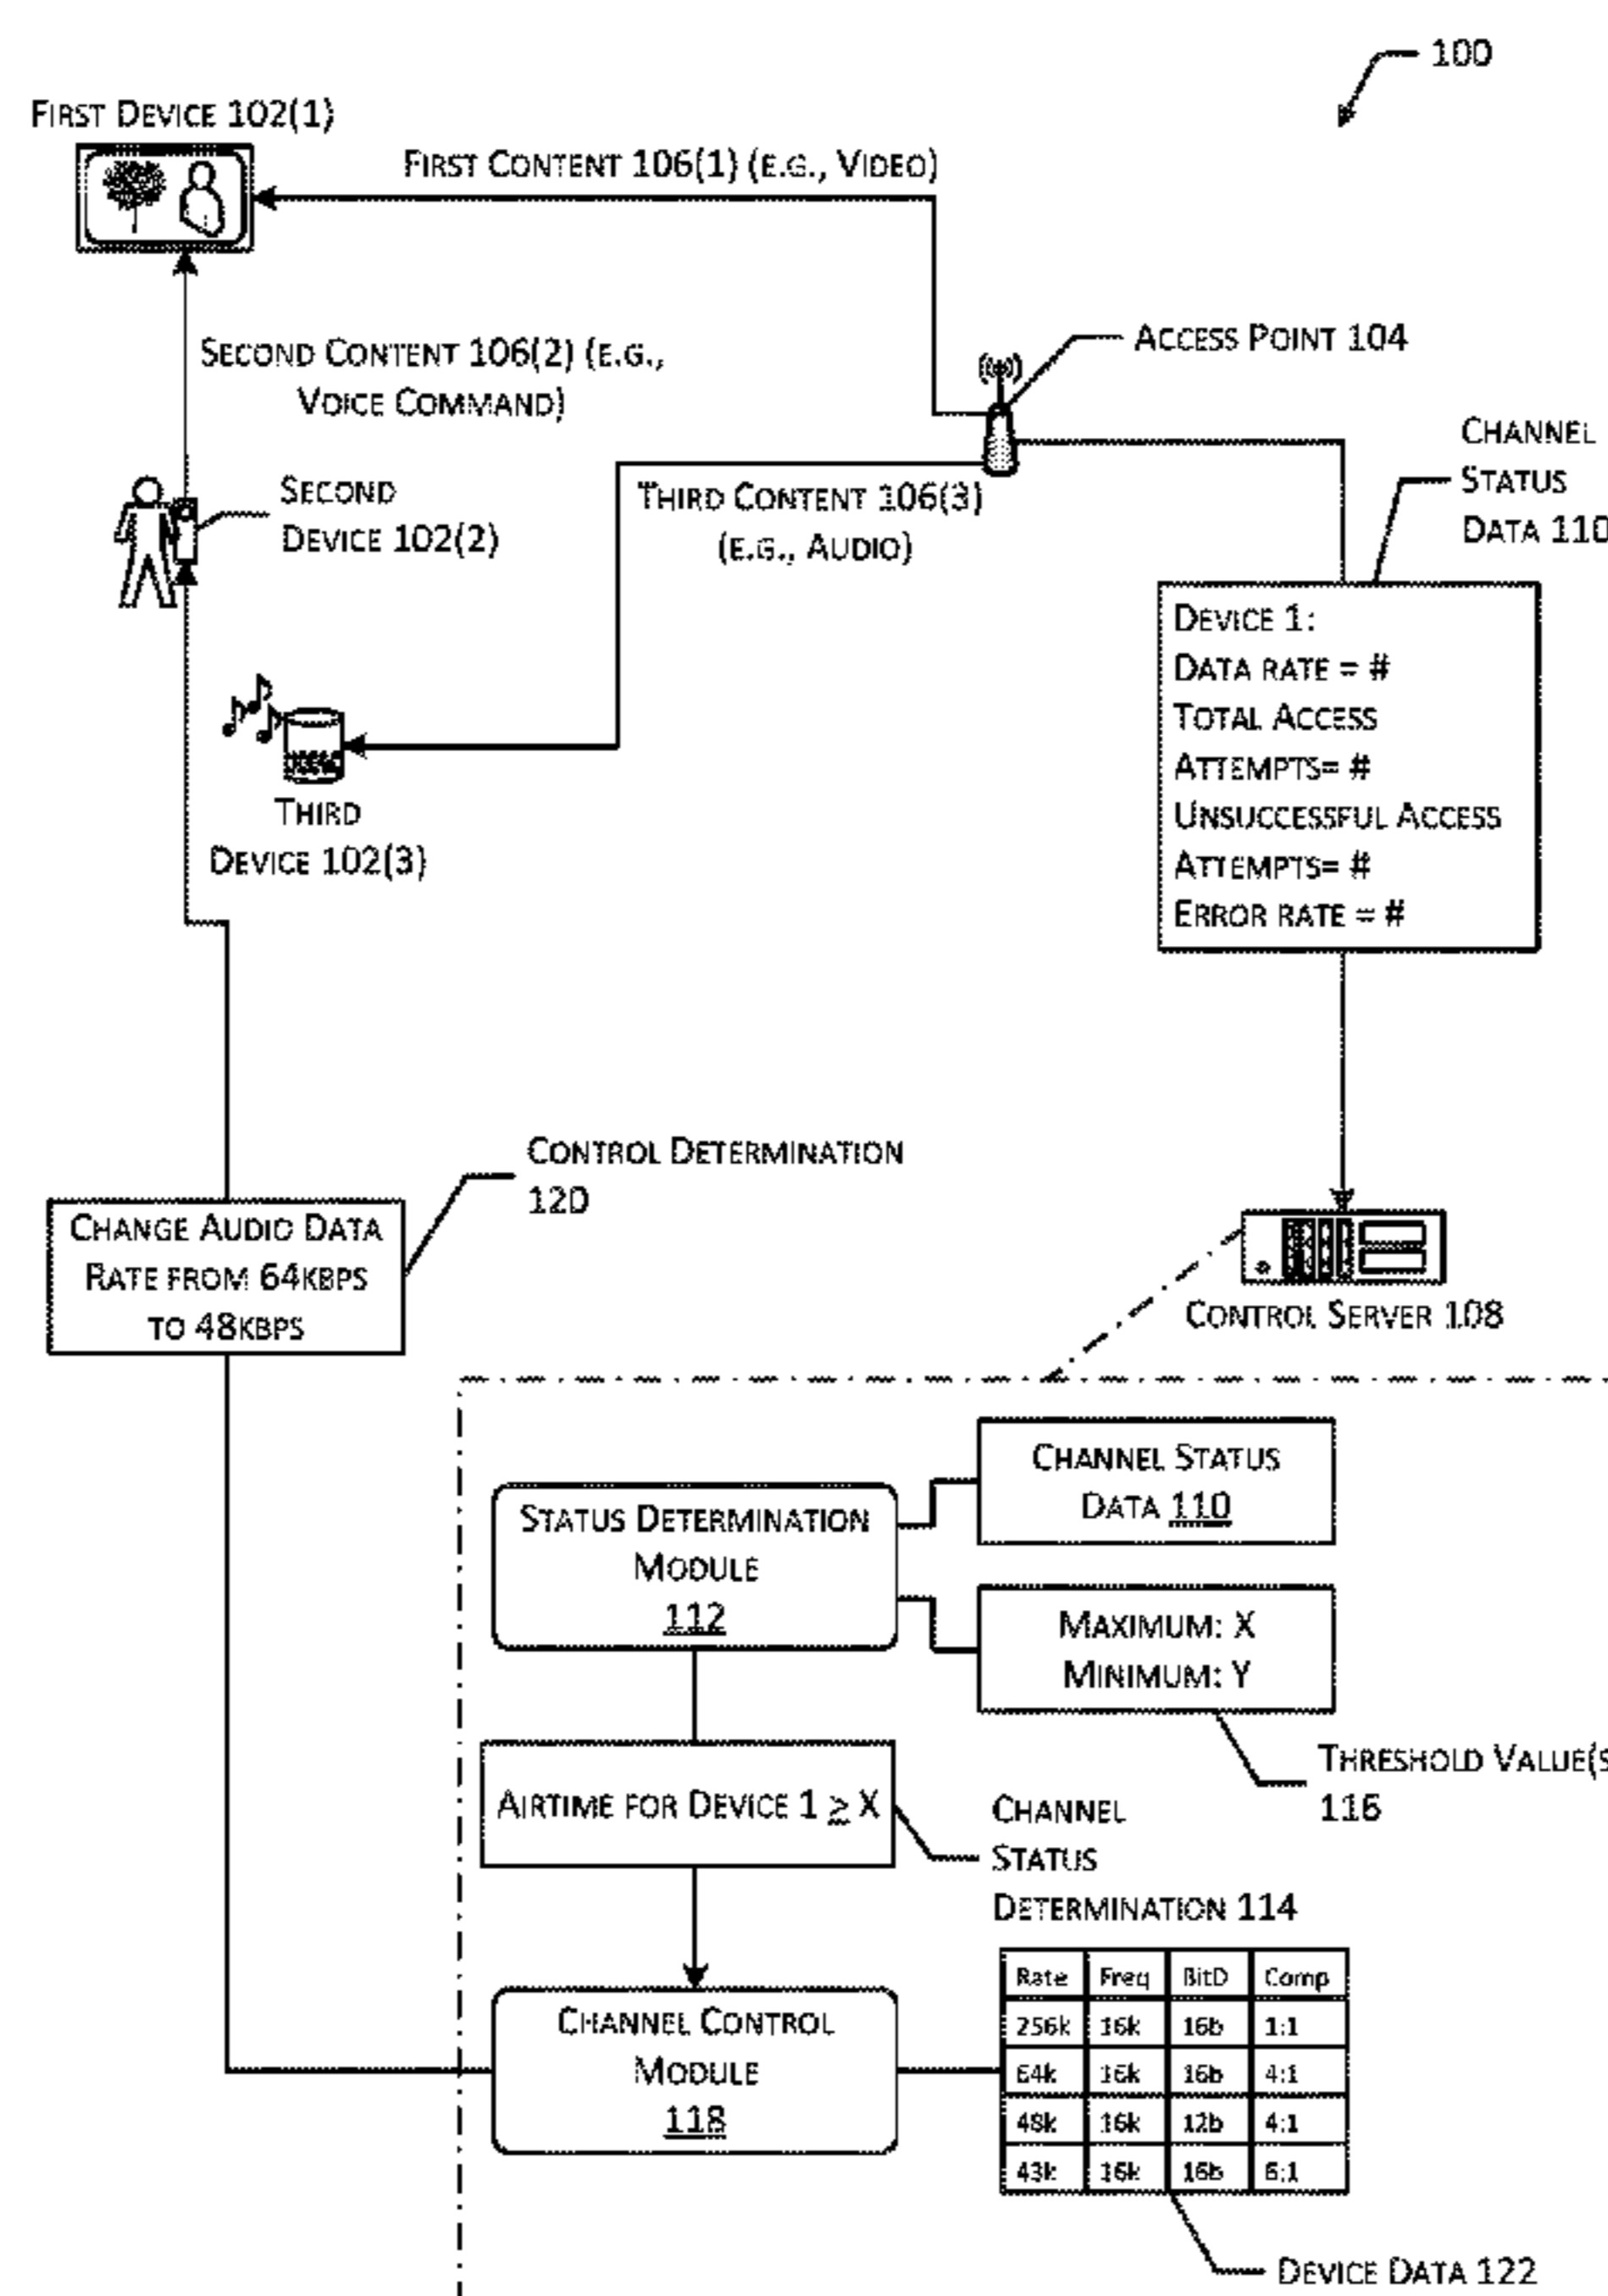 100
FIRST DEVICE 102(1)
FIRST CONTENT 106(1) (E.G., VIDEO)
SECOND CONTENT 106(2) (E.G.,
VOICE COMMAND)
ACCESS POINT 104
CHANNEL
STATUS
DATA 110
SECOND
DEVICE 102(2)
THIRD CONTENT 106(3)
(E.G., AUDIO)
DEVICE 1:
DATA RATE = #
TOTAL ACCESS
ATTEMPTS= #
UNSUCCESSFUL ACCESS
ATTEMPTS= #
ERROR RATE = #
THIRD
DEVICE 102(3)
CONTROL DETERMINATION
120
CHANGE AUDIO DATA
RATE FROM 64KBPS
TO 48KBPS
CONTROL SERVER 108
STATUS DETERMINATION
MODULE
112
CHANNEL STATUS
DATA 110
MAXIMUM: X
MINIMUM: Y
THRESHOLD VALUE(S
116
AIRTIME FOR DEVICE 1 ≥ X
CHANNEL
STATUS
DETERMINATION 114
CHANNEL CONTROL
MODULE
118
Rate Freq BitD Comp
256k 16k 16b 1:1
64k 16k 16b 4:1
48k 16k 12b 4:1
43k 16k 16b 6:1
DEVICE DATA 122